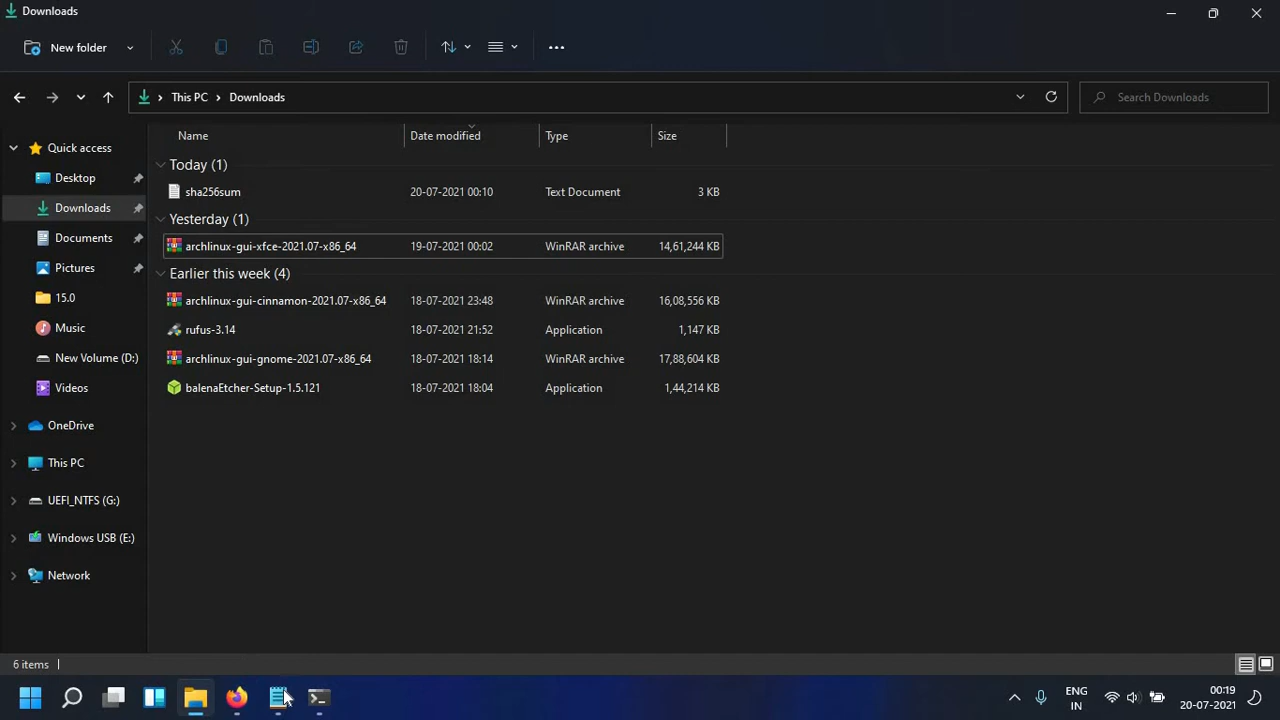 Downloads
New folder
This PC
Downloads
Search Downloads
Name
Date modified
Type
Size
Quick access
Desktop
Downloads
Documents
Pictures
15.0
Music
New Volume (D:)
Videos
OneDrive
This PC
UEFI_NTFS (G:)
Windows USB (E:)
Network
Today (1)
sha256sum 20-07-2021 00:10 Text Document 3 KB
Yesterday (1)
archlinux-gui-xfce-2021.07-x86_64 19-07-2021 00:02 WinRAR archive 14,61,244 KB
Earlier this week (4)
archlinux-gui-cinnamon-2021.07-x86_64 18-07-2021 23:48 WinRAR archive 16,08,556 KB
rufus-3.14 18-07-2021 21:52 Application 1,147 KB
archlinux-gui-gnome-2021.07-x86_64 18-07-2021 18:14 WinRAR archive 17,88,604 KB
balenaEtcher-Setup-1.5.121 18-07-2021 18:04 Application 1,44,214 KB
6 items
ENG
IN
00:19
20-07-2021